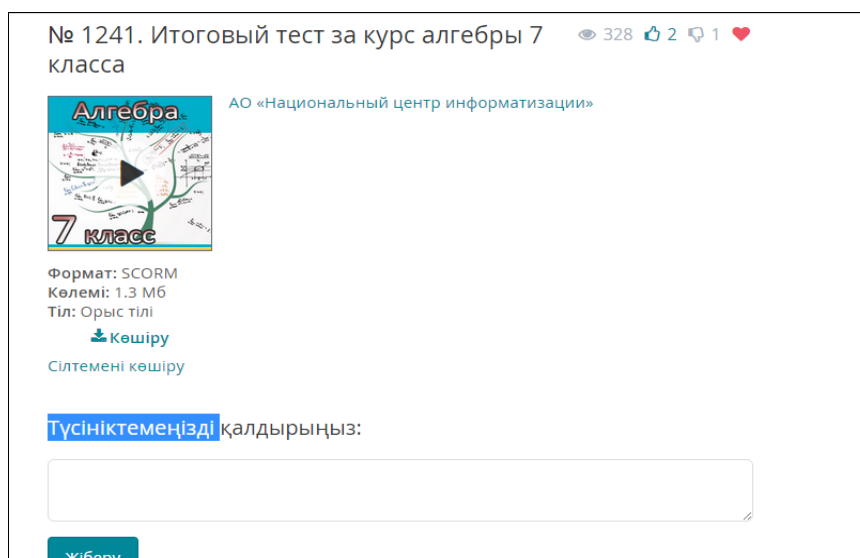 № 1241. Итоговый тест за курс алгебры 7 класса
328 2 1
Алгебра
7 класс
АО «Национальный центр информатизации»
Формат: SCORM
Көлемі: 1.3 Мб
Тіл: Орыс тілі
Көшіру
Сілтемені көшіру
Түсініктемеңізді қалдырыңыз:
Жіберу